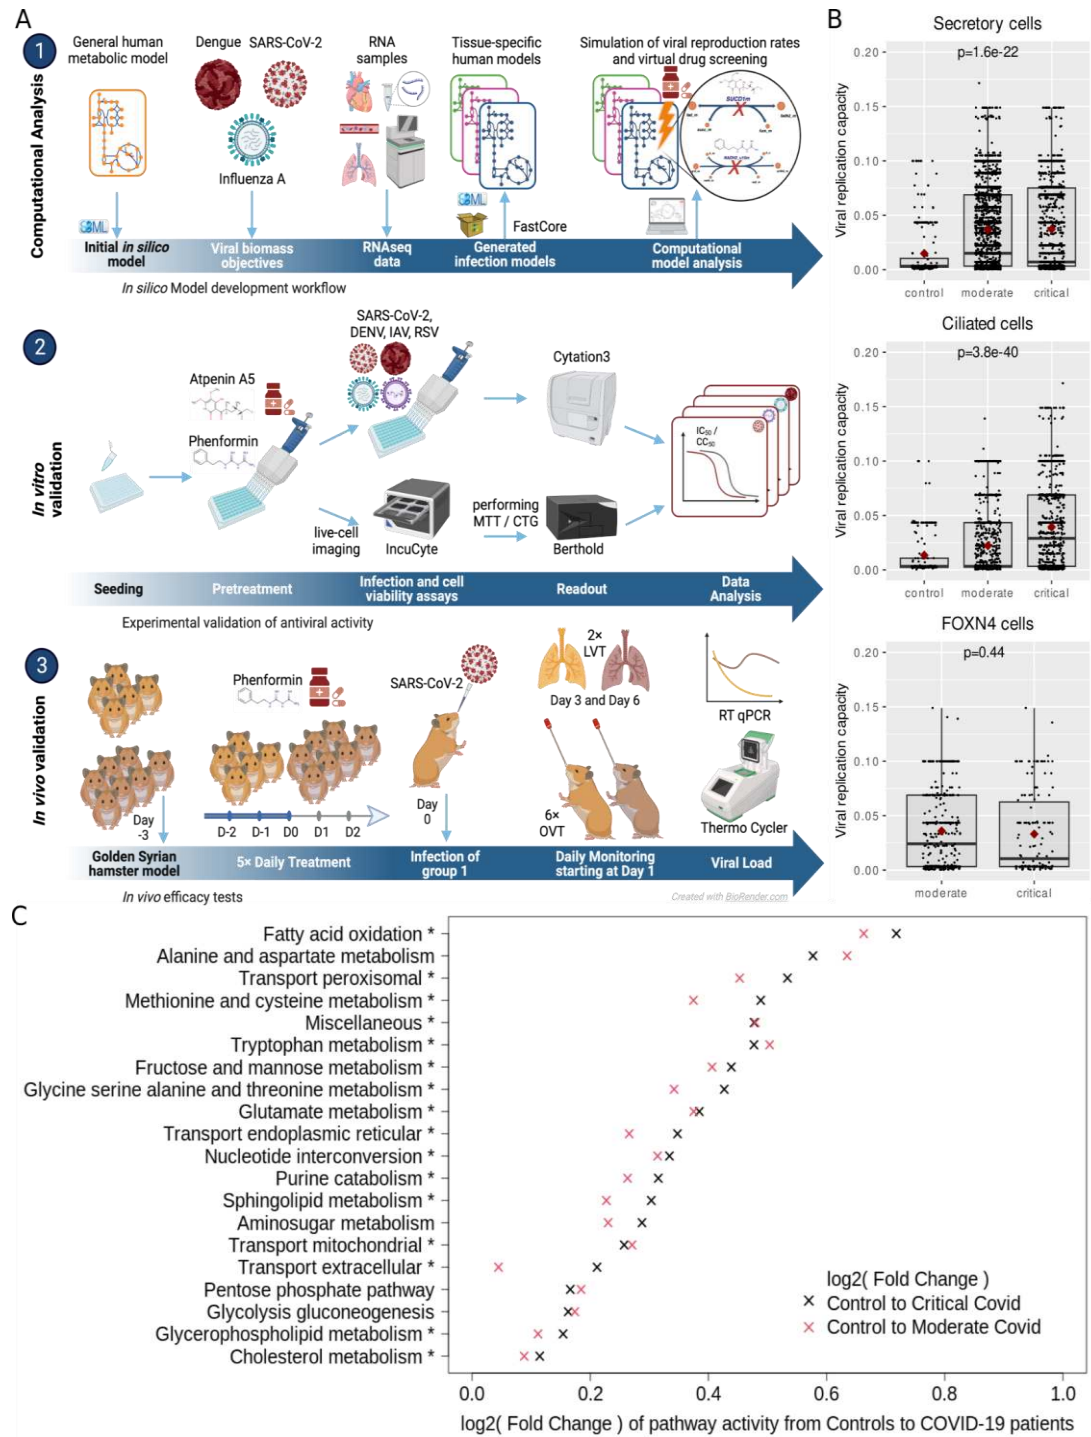 A
1
Computational Analysis
General human
metabolic model
Dengue
SARS-CoV-2
Influenza A
RNA
samples
Tissue-specific
human models
Simulation of viral reproduction rates
and virtual drug screening
SUCD1m
SBML
SBML
FastCore
Initial in silico
model
Viral biomass
objectives
RNAseq
data
Generated
infection models
Computational
model analysis
In silico Model development workflow
2
In vitro
validation
Atpenin A5
Phenformin
SARS-CoV-2,
DENV, IAV, RSV
Cytation3
live-cell
imaging
IncuCyte
performing
MTT / CTG
Berthold
IC50 /
CC50
Seeding
Pretreatment
Infection and cell
viability assays
Readout
Data
Analysis
Experimental validation of antiviral activity
3
In vivo validation
Day
-3
Phenformin
D-2
D-1
D0
D1
D2
SARS-CoV-2
Day
0
2×
LVT
Day 3 and Day 6
6×
OVT
RT qPCR
Thermo Cycler
Golden Syrian
hamster model
5× Daily Treatment
Infection of
group 1
Daily Monitoring
starting at Day 1
Viral Load
In vivo efficacy tests
Created with BioRender.com
B
Secretory cells
p=1.6e-22
Viral replication capacity
0.20
0.15
0.10
0.05
0.00
control
moderate
critical
Ciliated cells
p=3.8e-40
Viral replication capacity
0.20
0.15
0.10
0.05
0.00
control
moderate
critical
FOXN4 cells
p=0.44
Viral replication capacity
0.20
0.15
0.10
0.05
0.00
moderate
critical
C
Fatty acid oxidation *
Alanine and aspartate metabolism
Transport peroxisomal *
Methionine and cysteine metabolism *
Miscellaneous *
Tryptophan metabolism *
Fructose and mannose metabolism *
Glycine serine alanine and threonine metabolism *
Glutamate metabolism *
Transport endoplasmic reticular *
Nucleotide interconversion *
Purine catabolism *
Sphingolipid metabolism *
Aminosugar metabolism
Transport mitochondrial *
Transport extracellular *
Pentose phosphate pathway
Glycolysis gluconeogenesis
Glycerophospholipid metabolism *
Cholesterol metabolism *
log2( Fold Change )
Control to Critical Covid
Control to Moderate Covid
0.0
0.2
0.4
0.6
0.8
1.0
log2( Fold Change ) of pathway activity from Controls to COVID-19 patients